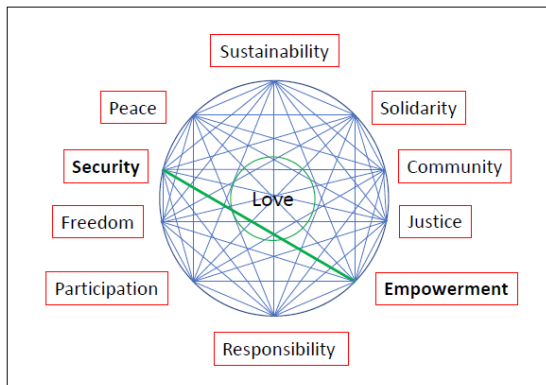 Sustainability
Peace
Solidarity
Security
Community
Love
Freedom
Justice
Participation
Empowerment
Responsibility